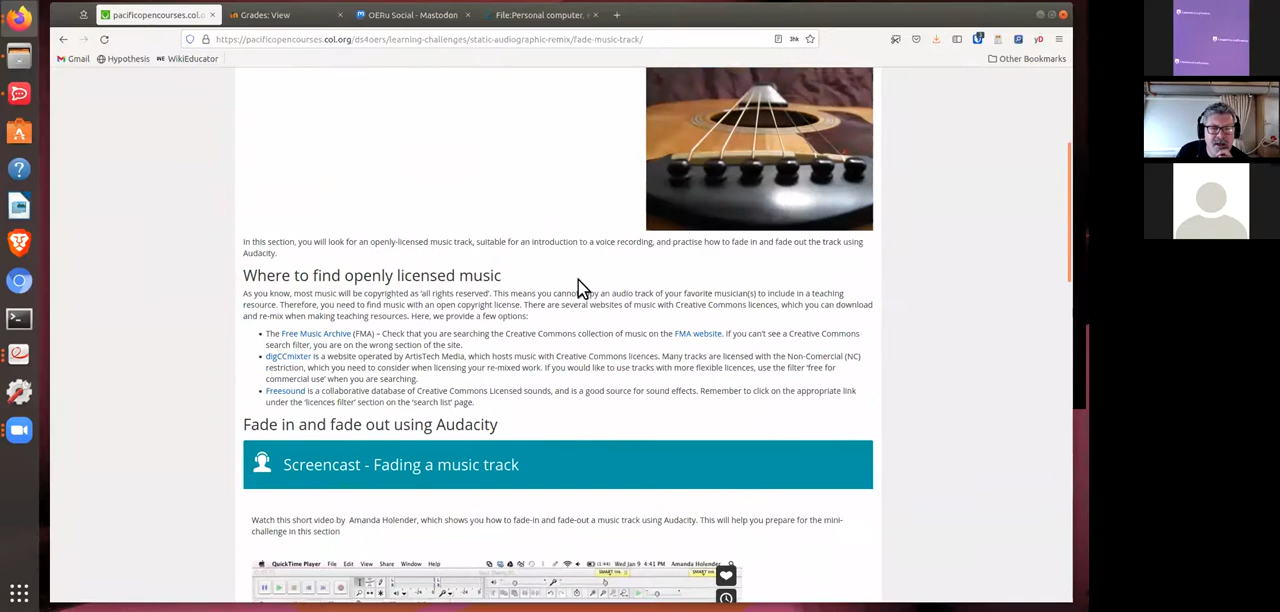 pacificopencourses.col.o
Grades: View
OERu Social - Mastodon
File:Personal computer,
https://pacificopencourses.col.org/ds4oers/learning-challenges/static-audiographic-remix/fade-music-track/
Gmail
Hypothesis
WikiEducator
Other Bookmarks
In this section, you will look for an openly-licensed music track, suitable for an introduction to a voice recording, and practise how to fade in and fade out the track using
Audacity.
Where to find openly licensed music
As you know, most music will be copyrighted as 'all rights reserved'. This means you cannot copy an audio track of your favorite musician(s) to include in a teaching
resource. Therefore, you need to find music with an open copyright license. There are several websites of music with Creative Commons licences, which you can download
and re-mix when making teaching resources. Here, we provide a few options:
The Free Music Archive (FMA) – Check that you are searching the Creative Commons collection of music on the FMA website. If you can't see a Creative Commons
search filter, you are on the wrong section of the site.
digCCmixter is a website operated by ArtisTech Media, which hosts music with Creative Commons licences. Many tracks are licensed with the Non-Comercial (NC)
restriction, which you need to consider when licensing your re-mixed work. If you would like to use tracks with more flexible licences, use the filter 'free for
commercial use' when you are searching.
Freesound is a collaborative database of Creative Commons Licensed sounds, and is a good source for sound effects. Remember to click on the appropriate link
under the 'licences filter' section on the 'search list' page.
Fade in and fade out using Audacity
Screencast - Fading a music track
Watch this short video by Amanda Holender, which shows you how to fade-in and fade-out a music track using Audacity. This will help you prepare for the mini-
challenge in this section
QuickTime Player File Edit View Share Window Help
Wed Jan 9 4:41 PM Amanda Holender